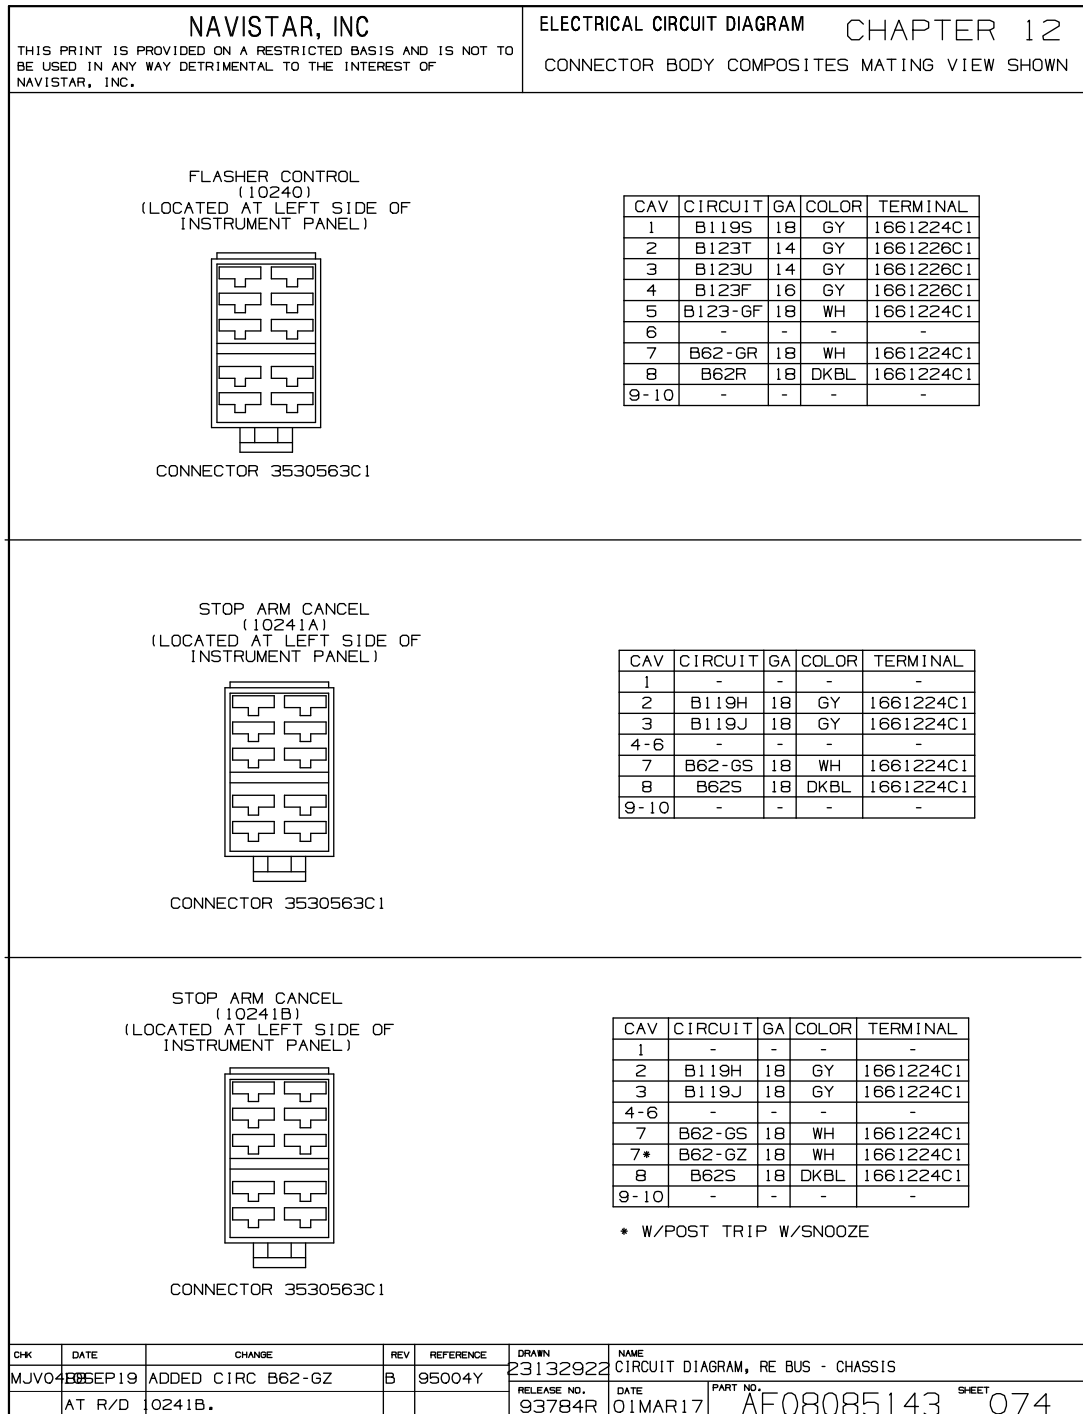 NAVISTAR, INC
THIS PRINT IS PROVIDED ON A RESTRICTED BASIS AND IS NOT TO
BE USED IN ANY WAY DETRIMENTAL TO THE INTEREST OF
NAVISTAR, INC.
ELECTRICAL CIRCUIT DIAGRAM CHAPTER 12
CONNECTOR BODY COMPOSITES MATING VIEW SHOWN
FLASHER CONTROL
(10240)
(LOCATED AT LEFT SIDE OF
INSTRUMENT PANEL)
CONNECTOR 3530563C1
CAV CIRCUIT GA COLOR TERMINAL
1 B119S 18 GY 1661224C1
2 B123T 14 GY 1661226C1
3 B123U 14 GY 1661226C1
4 B123F 16 GY 1661226C1
5 B123-GF 18 WH 1661224C1
6 - - - -
7 B62-GR 18 WH 1661224C1
8 B62R 18 DKBL 1661224C1
9-10 - - - -
STOP ARM CANCEL
(10241A)
(LOCATED AT LEFT SIDE OF
INSTRUMENT PANEL)
CONNECTOR 3530563C1
CAV CIRCUIT GA COLOR TERMINAL
1 - - - -
2 B119H 18 GY 1661224C1
3 B119J 18 GY 1661224C1
4-6 - - - -
7 B62-GS 18 WH 1661224C1
8 B62S 18 DKBL 1661224C1
9-10 - - - -
STOP ARM CANCEL
(10241B)
(LOCATED AT LEFT SIDE OF
INSTRUMENT PANEL)
CONNECTOR 3530563C1
CAV CIRCUIT GA COLOR TERMINAL
1 - - - -
2 B119H 18 GY 1661224C1
3 B119J 18 GY 1661224C1
4-6 - - - -
7 B62-GS 18 WH 1661224C1
7* B62-GZ 18 WH 1661224C1
8 B62S 18 DKBL 1661224C1
9-10 - - - -
* W/POST TRIP W/SNOOZE
CHK DATE CHANGE REV REFERENCE
ADDED CIRC B62-GZ B 95004Y
AT R/D 10241B.
DRAWN
23132922
NAME
CIRCUIT DIAGRAM, RE BUS - CHASSIS
RELEASE NO.
93784R
DATE
01MAR17
PART NO.
AF08085143
SHEET
074